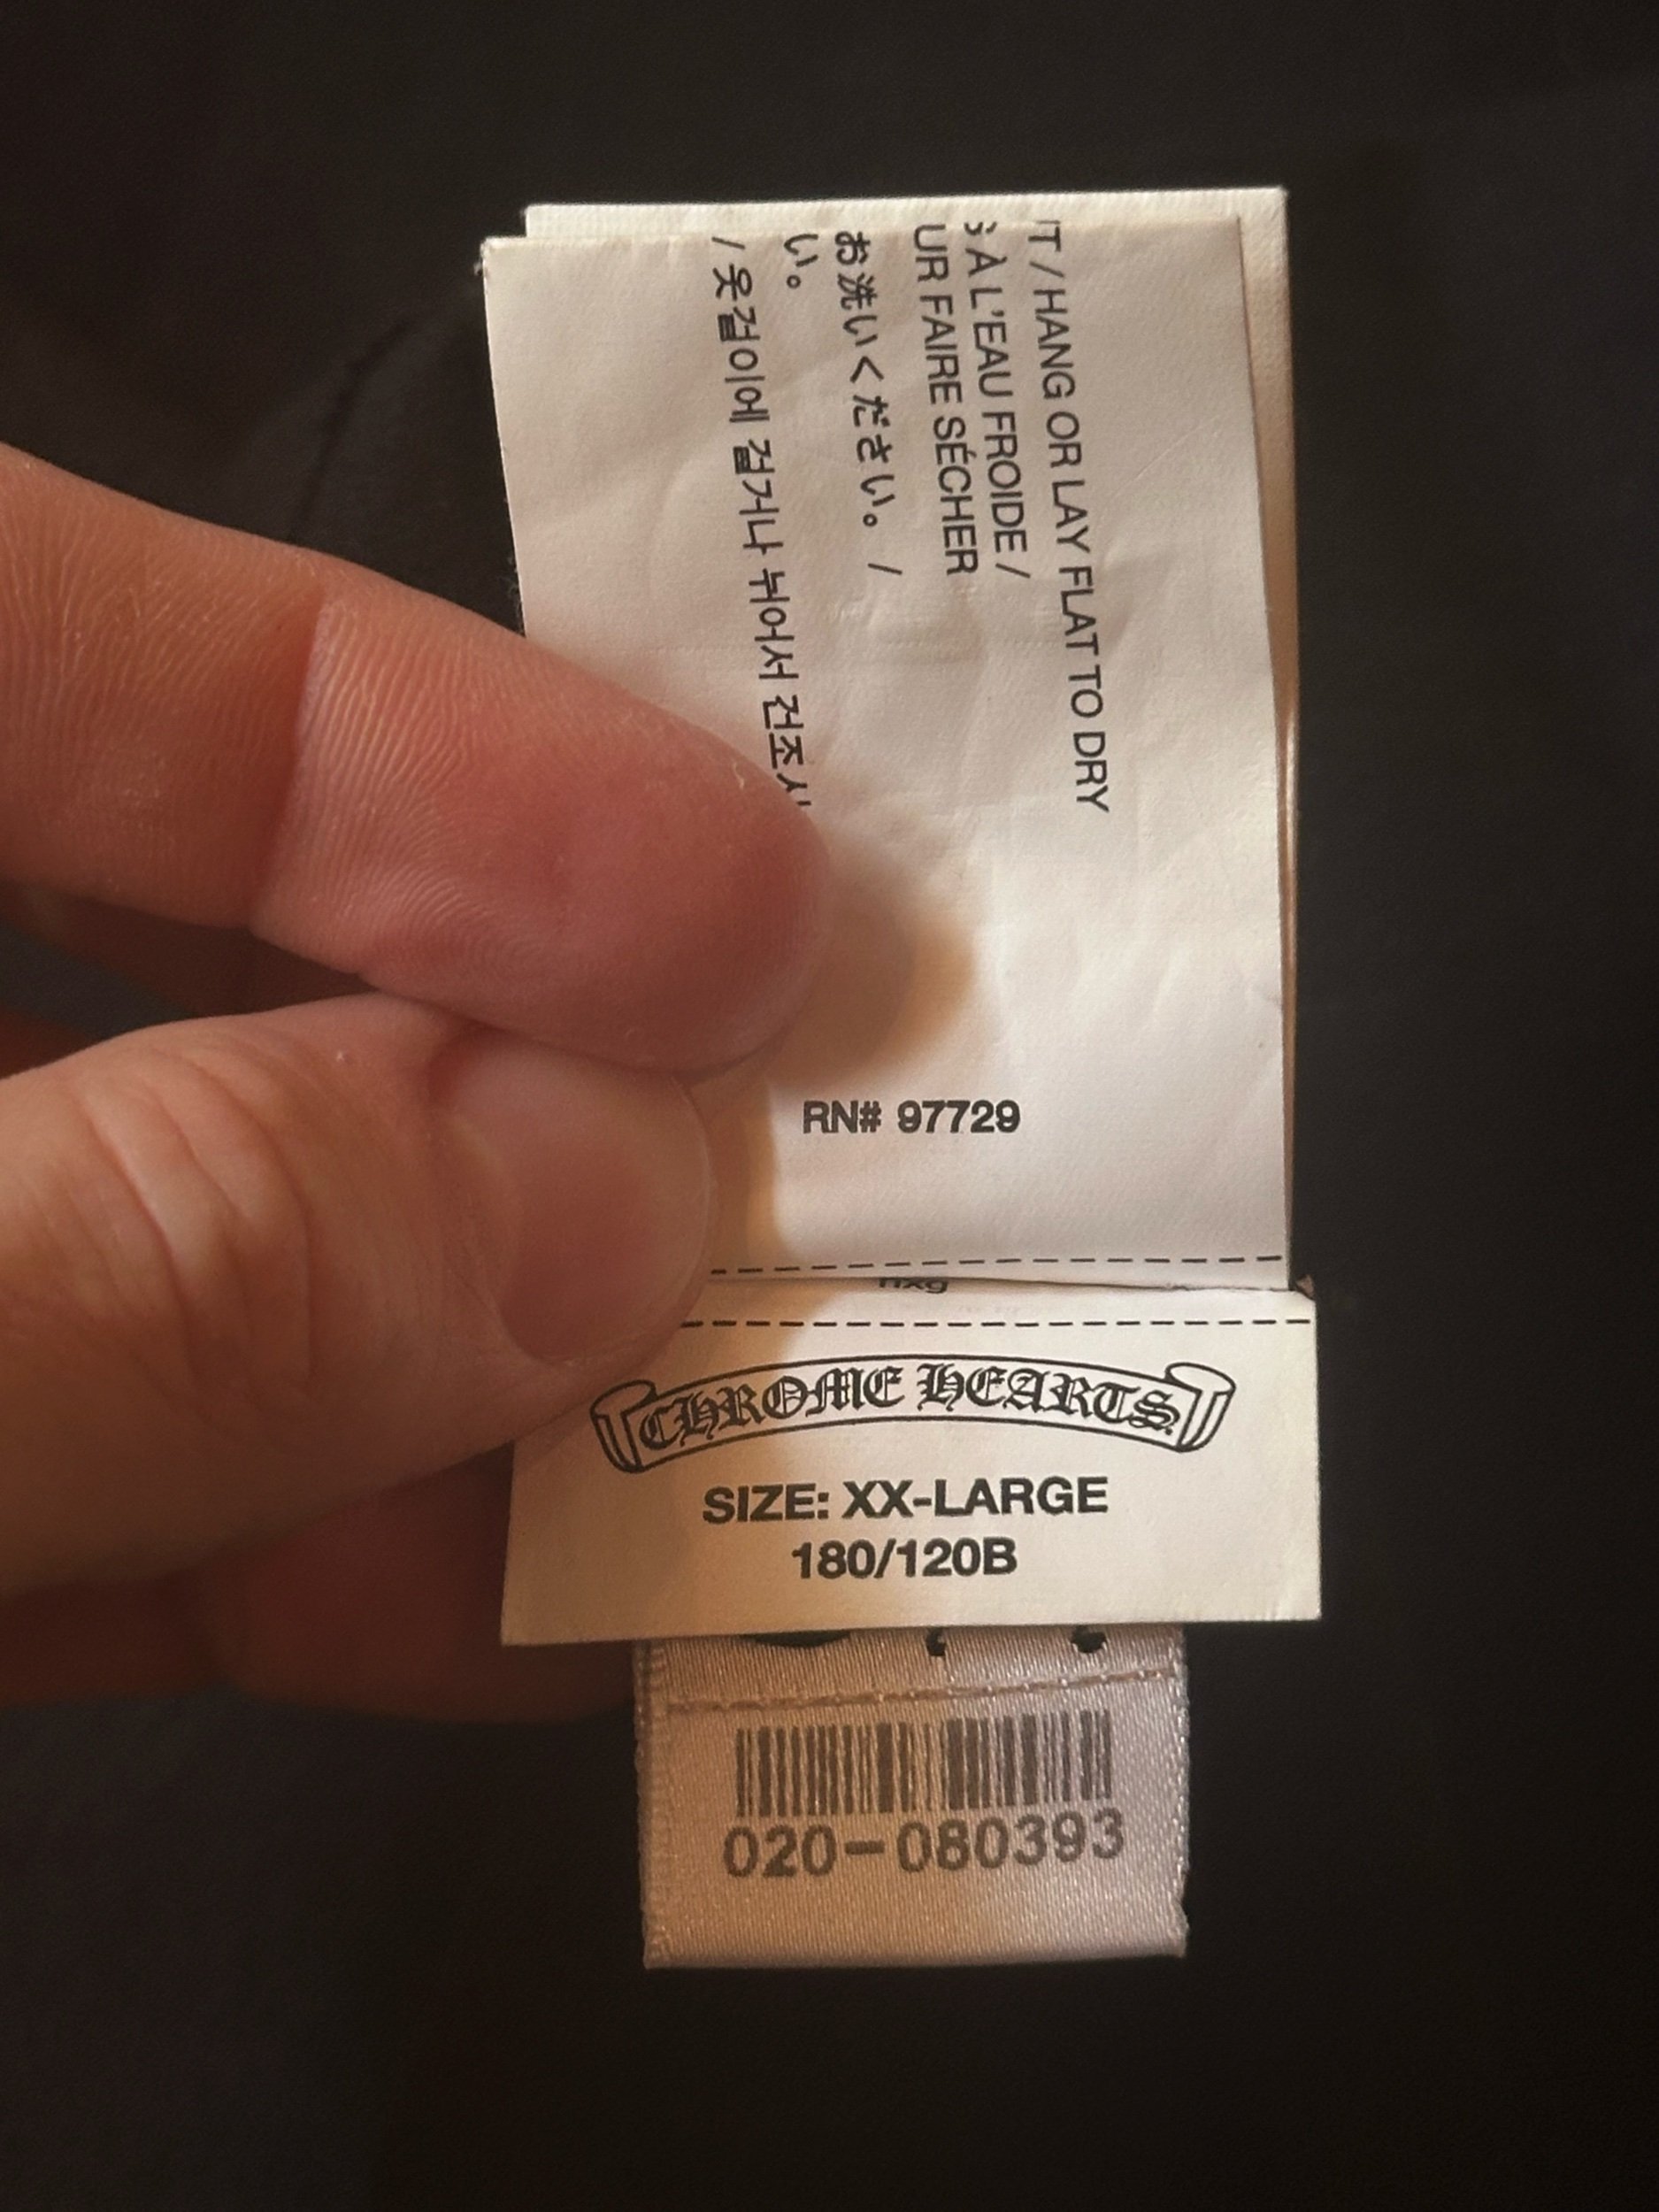 T / HANG OR LAY FLAT TO DRY
À L'EAU FROIDE /
UR FAIRE SÉCHER
お洗いください。 /
い。
/ 옷걸이에 걸거나 뉘어서 건조시
RN# 97729
CHROME HEARTS
SIZE: XX-LARGE
180/120B
020-080393